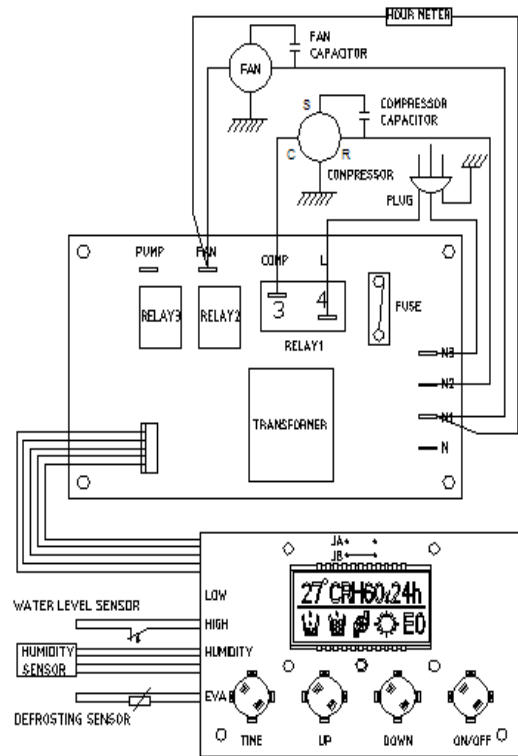 HOUR METER
FAN
CAPACITOR
FAN
S
COMPRESSOR
CAPACITOR
C
R
COMPRESSOR
PLUG
PUMP
FAN
COMP
L
RELAY3
RELAY2
3
4
FUSE
RELAY1
N3
N2
N1
N
TRANSFORMER
JA
JB
27°CRH60%24h
E0
LOW
WATER LEVEL SENSOR
HIGH
HUMIDITY
SENSOR
HUMIDITY
EVA
DEFROSTING SENSOR
TIME
UP
DOWN
ON/OFF